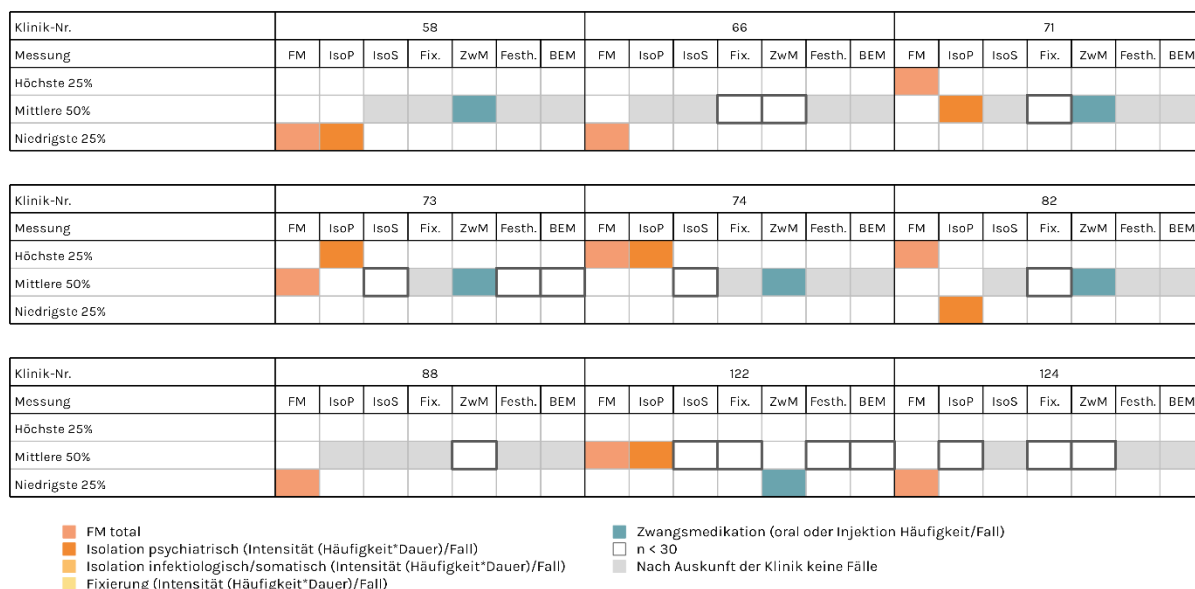 Klinik-Nr. 58 66 71
Messung FM IsoP IsoS Fix. ZwM Festh. BEM FM IsoP IsoS Fix. ZwM Festh. BEM FM IsoP IsoS Fix. ZwM Festh. BEM
Höchste 25%
Mittlere 50%
Niedrigste 25%
Klinik-Nr. 73 74 82
Messung FM IsoP IsoS Fix. ZwM Festh. BEM FM IsoP IsoS Fix. ZwM Festh. BEM FM IsoP IsoS Fix. ZwM Festh. BEM
Höchste 25%
Mittlere 50%
Niedrigste 25%
Klinik-Nr. 88 122 124
Messung FM IsoP IsoS Fix. ZwM Festh. BEM FM IsoP IsoS Fix. ZwM Festh. BEM FM IsoP IsoS Fix. ZwM Festh. BEM
Höchste 25%
Mittlere 50%
Niedrigste 25%
FM total
Isolation psychiatrisch (Intensität (Häufigkeit*Dauer)/Fall)
Isolation infektiologisch/somatisch (Intensität (Häufigkeit*Dauer)/Fall)
Fixierung (Intensität (Häufigkeit*Dauer)/Fall)
Zwangsmedikation (oral oder Injektion Häufigkeit/Fall)
n < 30
Nach Auskunft der Klinik keine Fälle